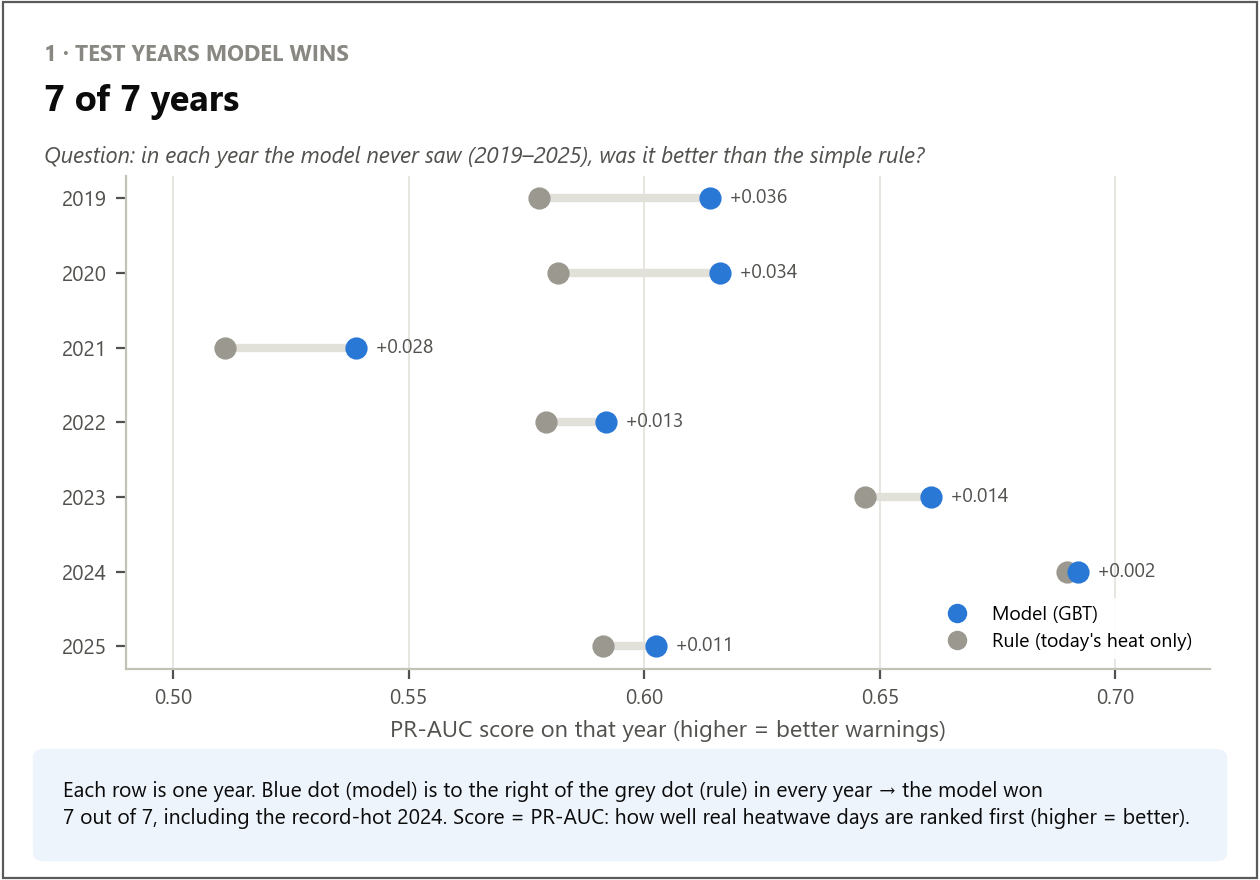 1 · TEST YEARS MODEL WINS
7 of 7 years
Question: in each year the model never saw (2019–2025), was it better than the simple rule?
2019
+0.036
2020
+0.034
2021
+0.028
2022
+0.013
2023
+0.014
2024
+0.002
Model (GBT)
Rule (today's heat only)
2025
+0.011
0.50
0.55
0.60
0.65
0.70
PR-AUC score on that year (higher = better warnings)
Each row is one year. Blue dot (model) is to the right of the grey dot (rule) in every year → the model won
7 out of 7, including the record-hot 2024. Score = PR-AUC: how well real heatwave days are ranked first (higher = better).